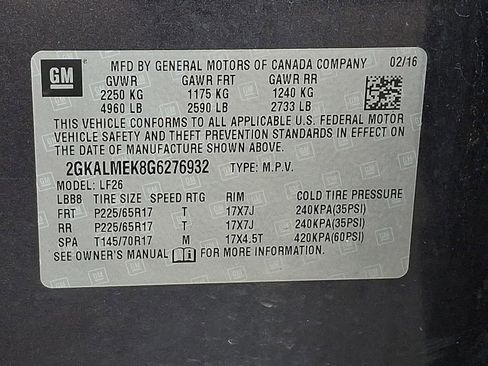 GM
MFD BY GENERAL MOTORS OF CANADA COMPANY 02/16
GVWR GAWR FRT GAWR RR
2250 KG 1175 KG 1240 KG
4960 LB 2590 LB 2733 LB
THIS VEHICLE CONFORMS TO ALL APPLICABLE U.S. FEDERAL MOTOR
VEHICLE SAFETY AND THEFT PREVENTION STANDARDS IN EFFECT ON
THE DATE OF MANUFACTURE SHOWN ABOVE.
2GKALMEK8G6276932 TYPE: M.P.V.
MODEL: LF26
LBB8 TIRE SIZE SPEED RTG RIM COLD TIRE PRESSURE
FRT P225/65R17 T 17X7J 240KPA(35PSI)
RR P225/65R17 T 17X7J 240KPA(35PSI)
SPA T145/70R17 M 17X4.5T 420KPA(60PSI)
SEE OWNER'S MANUAL FOR MORE INFORMATION.